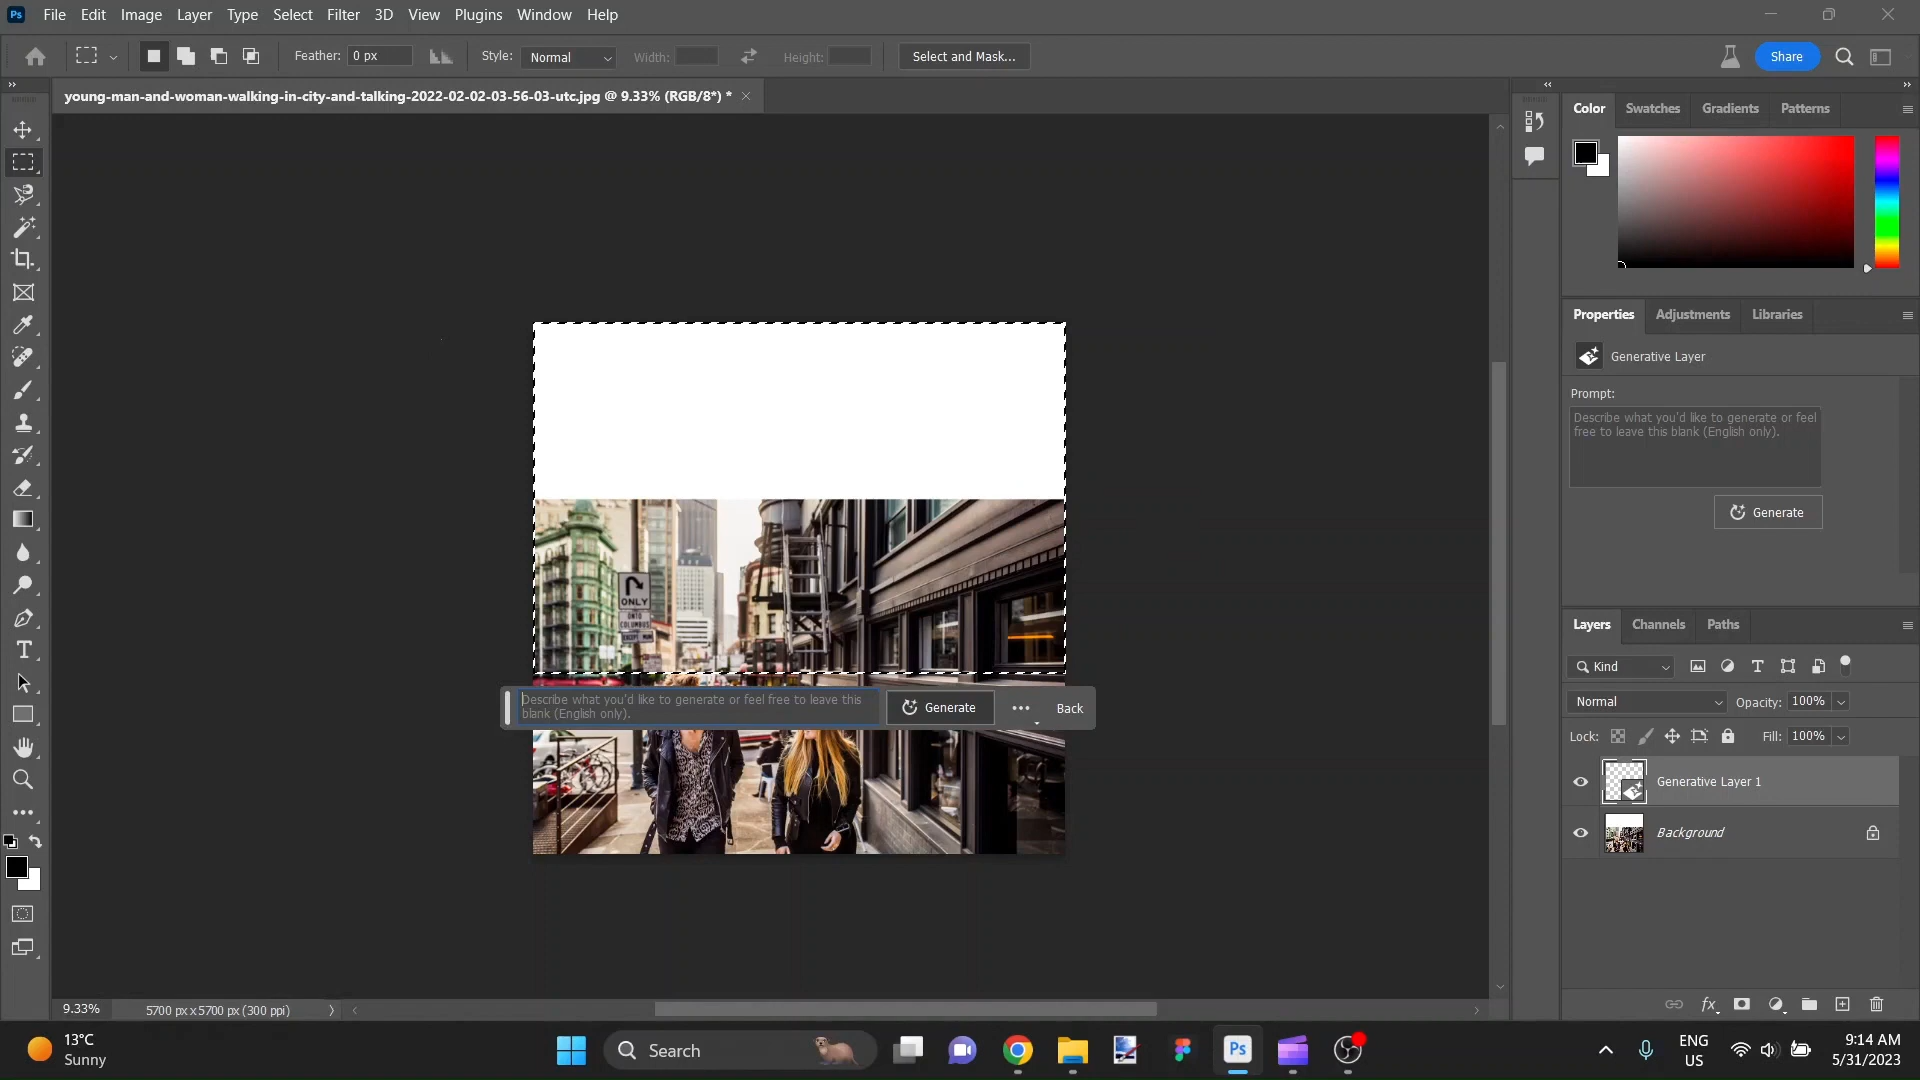 Ps File Edit Image Layer Type Select Filter 3D View Plugins Window Help
Feather: 0 px Style: Normal Width: Height: Select and Mask... Share
young-man-and-woman-walking-in-city-and-talking-2022-02-02-03-56-03-utc.jpg @ 9.33% (RGB/8*) *
Color Swatches Gradients Patterns
Properties Adjustments Libraries
Generative Layer
Prompt:
Describe what you'd like to generate or feel
free to leave this blank (English only).
Generate
ONLY
ONTO
COLUMBUS
EXCEPT MUNI
Describe what you'd like to generate or feel free to leave this
blank (English only).
Generate
Back
Layers Channels Paths
Kind
Normal Opacity: 100%
Lock: Fill: 100%
Generative Layer 1
Background
fx
9.33% 5700 px x 5700 px (300 ppi)
13°C
Sunny
Search
Ps
ENG
US
9:14 AM
5/31/2023